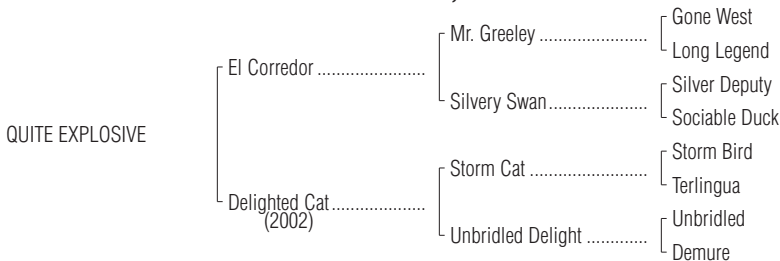 Gone West
Mr. Greeley .......................
Long Legend
El Corredor .......................
Silver Deputy
Silvery Swan.....................
Sociable Duck
QUITE EXPLOSIVE
Storm Bird
Storm Cat .........................
Terlingua
Delighted Cat....................
(2002)
Unbridled
Unbridled Delight .............
Demure